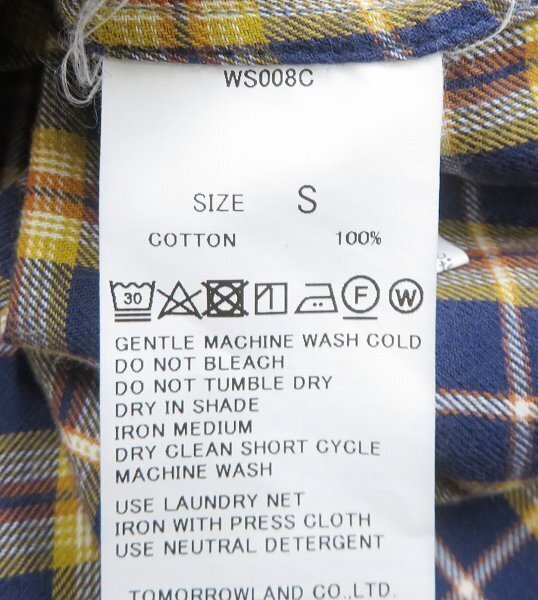 WS008C
SIZE S
COTTON 100%
30 F W
GENTLE MACHINE WASH COLD
DO NOT BLEACH
DO NOT TUMBLE DRY
DRY IN SHADE
IRON MEDIUM
DRY CLEAN SHORT CYCLE
MACHINE WASH
USE LAUNDRY NET
IRON WITH PRESS CLOTH
USE NEUTRAL DETERGENT
TOMORROWLAND CO.,LTD.